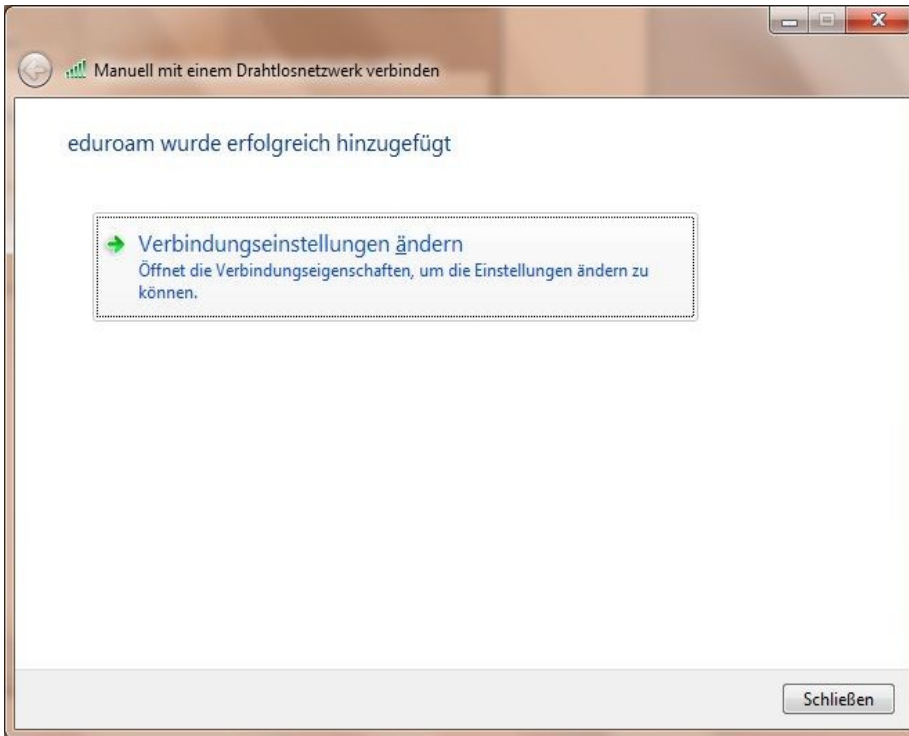 Manuell mit einem Drahtlosnetzwerk verbinden
eduroam wurde erfolgreich hinzugefügt
Verbindungseinstellungen ändern
Öffnet die Verbindungseigenschaften, um die Einstellungen ändern zu
können.
Schließen